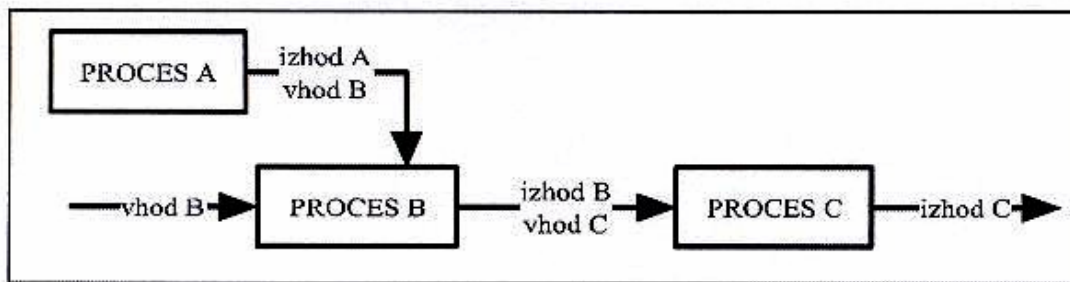 PROCES A
izhod A
vhod B
vhod B
PROCES B
izhod B
vhod C
PROCES C
izhod C